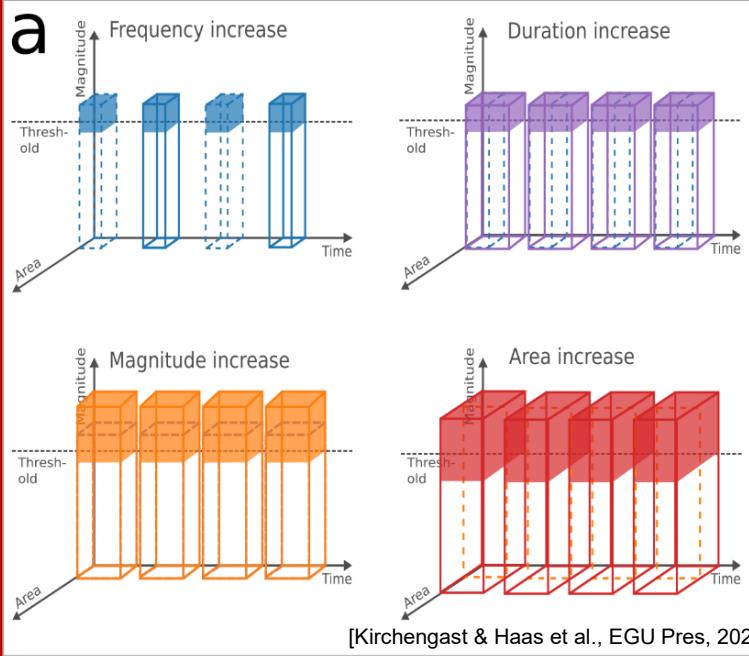 a
Frequency increase
Magnitude
Thresh-
old
Time
Area
Duration increase
Magnitude
Thresh-
old
Time
Area
Magnitude increase
Magnitude
Thresh-
old
Time
Area
Area increase
Magnitude
Thresh-
old
Time
Area
[Kirchengast & Haas et al., EGU Pres, 202